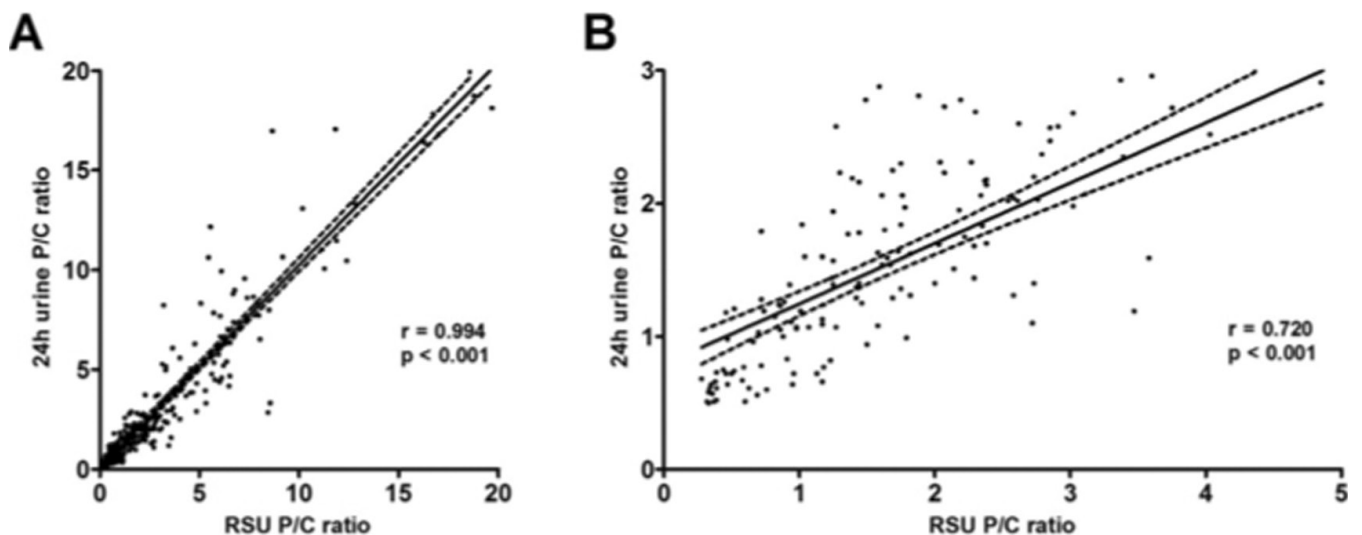 A
24h urine P/C ratio
20
15
10
5
0
r = 0.994
p < 0.001
0 5 10 15 20
RSU P/C ratio
B
24h urine P/C ratio
3
2
1
0
r = 0.720
p < 0.001
0 1 2 3 4 5
RSU P/C ratio